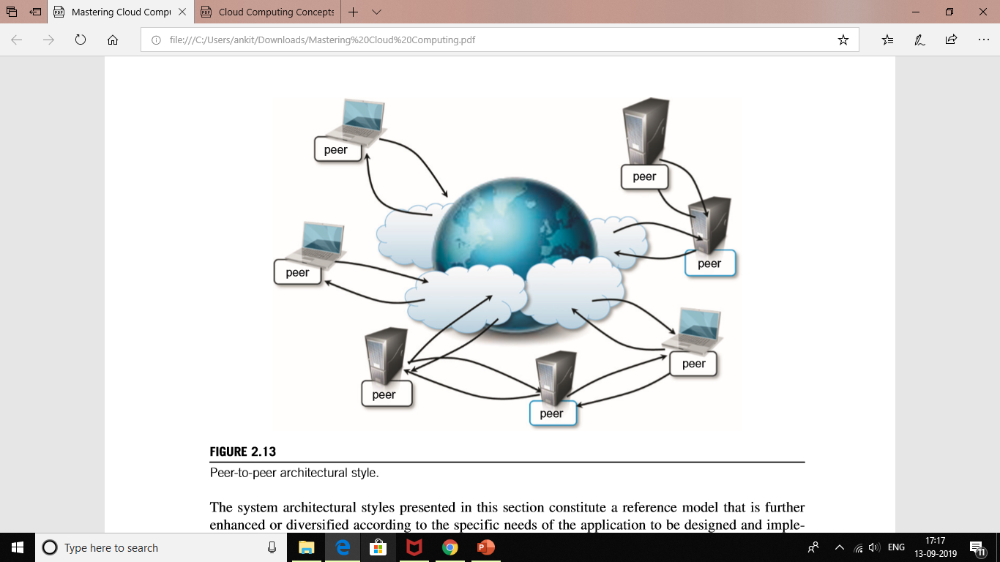 Mastering Cloud Compu
Cloud Computing Concepts
file:///C:/Users/ankit/Downloads/Mastering%20Cloud%20Computing.pdf
peer
peer
peer
peer
peer
peer
peer
FIGURE 2.13
Peer-to-peer architectural style.
The system architectural styles presented in this section constitute a reference model that is further
enhanced or diversified according to the specific needs of the application to be designed and imple-
Type here to search
ENG
17:17
13-09-2019
11